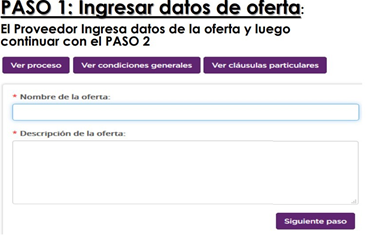 PASO 1: Ingresar datos de oferta:
El Proveedor Ingresa datos de la oferta y luego
continuar con el PASO 2
Ver proceso Ver condiciones generales Ver cláusulas particulares
* Nombre de la oferta:
* Descripción de la oferta:
Siguiente paso